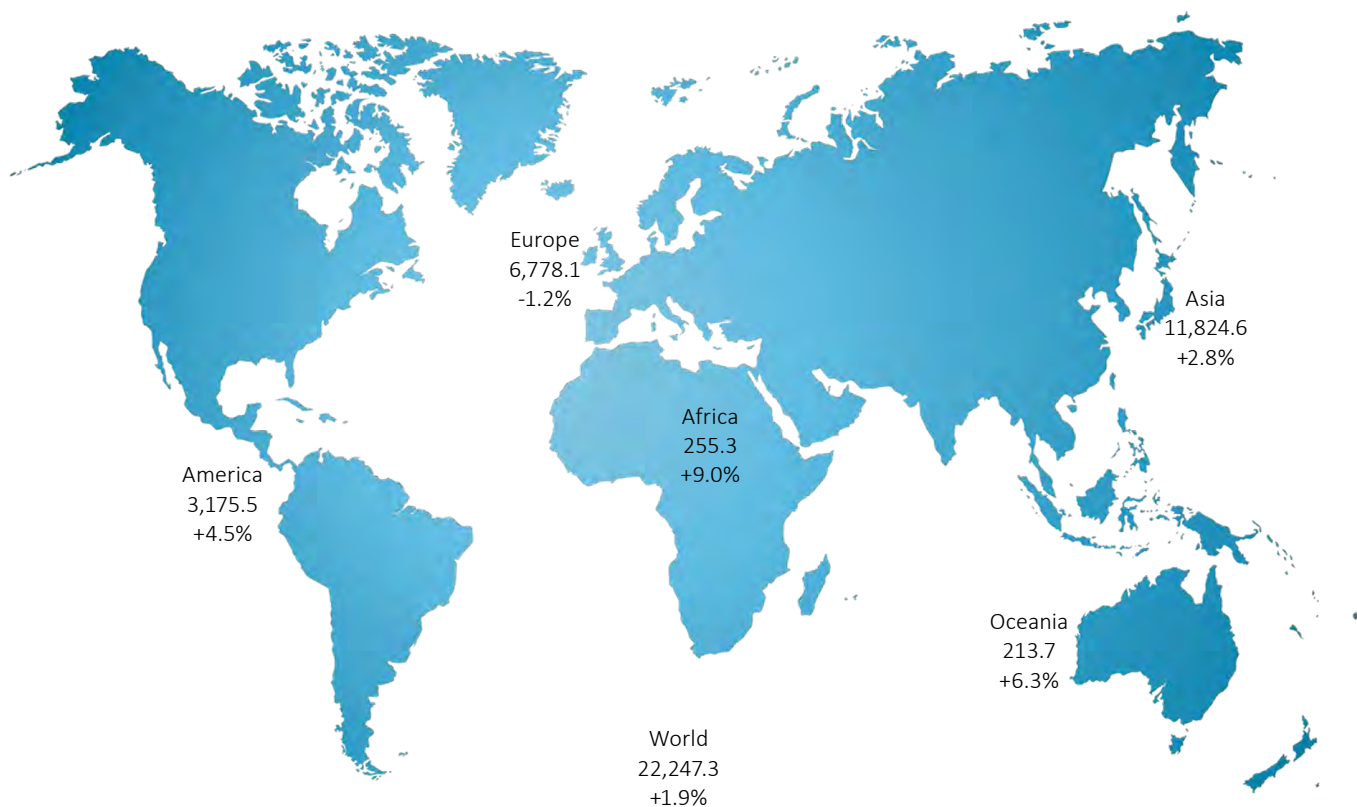 Europe
6,778.1
-1.2%
Asia
11,824.6
+2.8%
Africa
255.3
+9.0%
America
3,175.5
+4.5%
Oceania
213.7
+6.3%
World
22,247.3
+1.9%